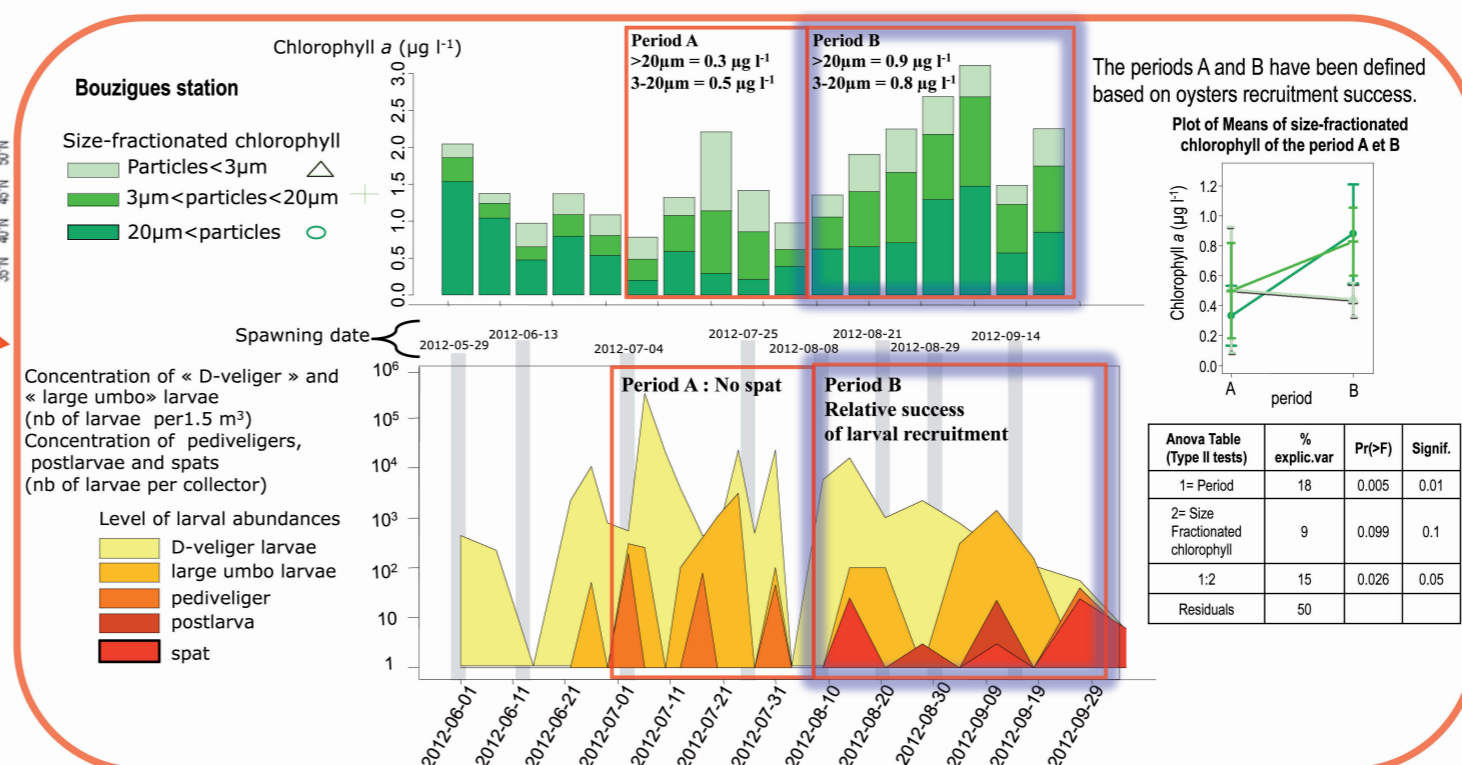 50°N
45°N
40°N
35°N
Bouzigues station
Size-fractionated chlorophyll
Particles<3µm
3µm<particles<20µm
20µm<particles
Chlorophyll a (µg l-1)
3.0
2.5
2.0
1.5
1.0
0.5
0.0
Period A
>20µm = 0.3 µg l-1
3-20µm = 0.5 µg l-1
Period B
>20µm = 0.9 µg l-1
3-20µm = 0.8 µg l-1
The periods A and B have been defined
based on oysters recruitment success.
Plot of Means of size-fractionated
chlorophyll of the period A et B
Chlorophyll a (µg l-1)
1.2
1.0
0.8
0.6
0.4
0.2
0.0
A
B
period
Spawning date
2012-05-29
2012-06-13
2012-07-04
2012-07-25
2012-08-08
2012-08-21
2012-08-29
2012-09-14
Concentration of « D-veliger » and
« large umbo» larvae
(nb of larvae per1.5 m3)
Concentration of pediveligers,
postlarvae and spats
(nb of larvae per collector)
Level of larval abundances
D-veliger larvae
large umbo larvae
pediveliger
postlarva
spat
106
105
104
103
102
10
1
Period A : No spat
Period B
Relative success
of larval recruitment
2012-06-01
2012-06-11
2012-06-21
2012-07-01
2012-07-11
2012-07-21
2012-07-31
2012-08-10
2012-08-20
2012-08-30
2012-09-09
2012-09-19
2012-09-29
Anova Table (Type II tests) % explic.var Pr(>F) Signif.
1= Period 18 0.005 0.01
2= Size Fractionated chlorophyll 9 0.099 0.1
1:2 15 0.026 0.05
Residuals 50